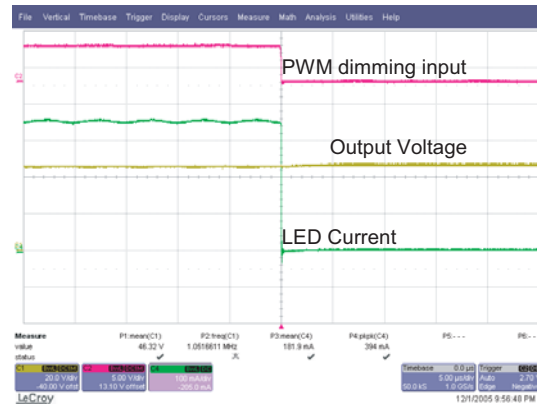 File Vertical Timebase Trigger Display Cursors Measure Math Analysis Utilities Help
C2
PWM dimming input
Output Voltage
LED Current
Measure P1:mean(C1) P2:freq(C1) P3:mean(C4) P4:pkpk(C4) P5:- - - P6:- -
value 46.32 V 1.0516611 MHz 181.9 mA 394 mA
status
C1 C2 C4 Timebase 0.0 µs Trigger
20.0 V/div 5.00 V/div 100 mA/div 5.00 µs/div Auto 2.70
-40.00 V offset 13.10 V offset -205.0 mA 50.0 kS 1.0 GS/s Edge Negative
LeCroy 12/1/2005 9:56:48 PM